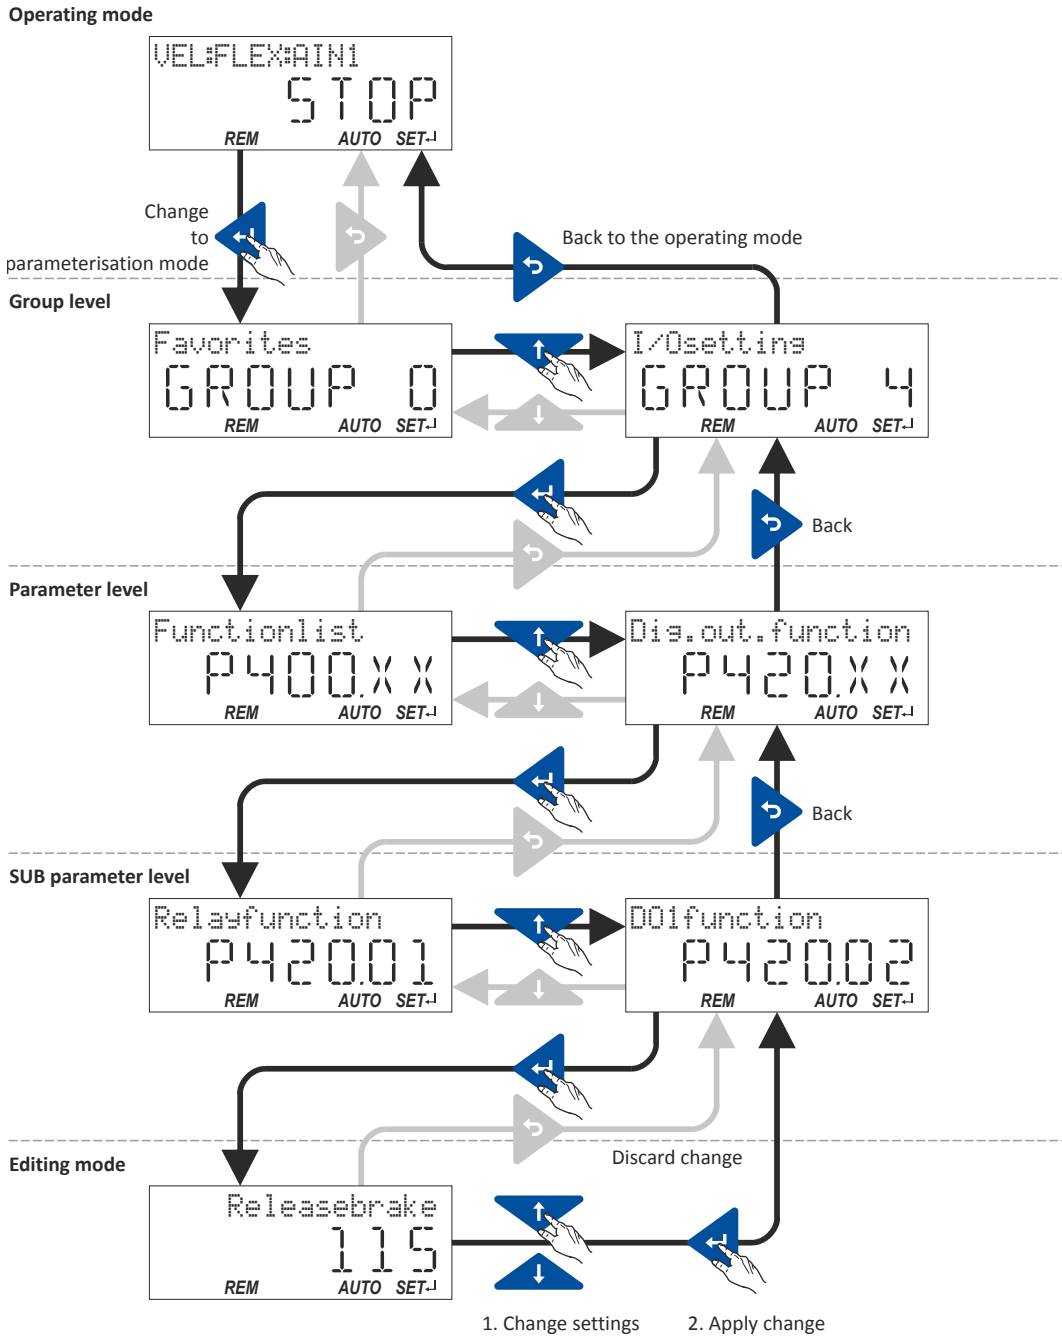 Operating mode
VEL:FLEX:AIN1
STOP
REM AUTO SET↵
Change
to
parameterisation mode
Back to the operating mode
Group level
Favorites
GROUP 0
REM AUTO SET↵
I/Osetting
GROUP 4
REM AUTO SET↵
Back
Parameter level
Functionlist
P400.XX
REM AUTO SET↵
Dig.out.function
P420.XX
REM AUTO SET↵
Back
SUB parameter level
Relayfunction
P420.01
REM AUTO SET↵
DO1function
P420.02
REM AUTO SET↵
Discard change
Editing mode
Releasebrake
115
REM AUTO SET↵
1. Change settings
2. Apply change